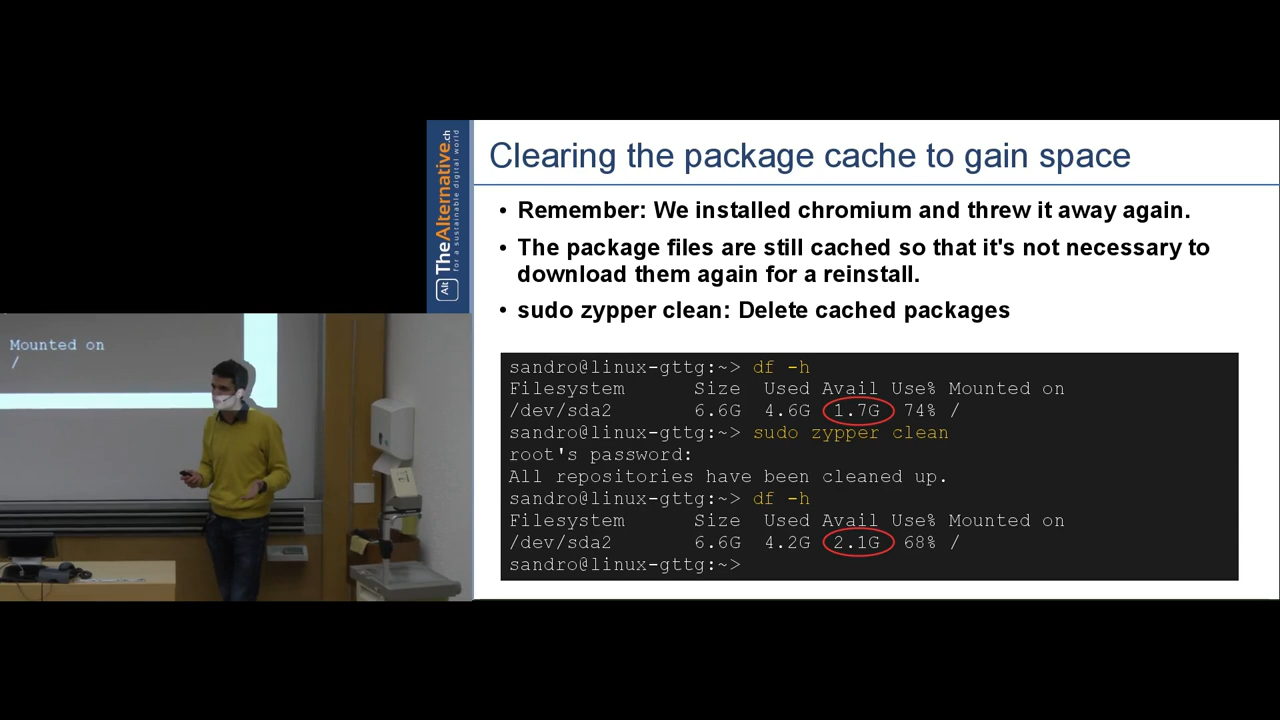 Clearing the package cache to gain space
• Remember: We installed chromium and threw it away again.
• The package files are still cached so that it's not necessary to
download them again for a reinstall.
• sudo zypper clean: Delete cached packages
sandro@linux-gttg:~> df -h
Filesystem Size Used Avail Use% Mounted on
/dev/sda2 6.6G 4.6G 1.7G 74% /
sandro@linux-gttg:~> sudo zypper clean
root's password:
All repositories have been cleaned up.
sandro@linux-gttg:~> df -h
Filesystem Size Used Avail Use% Mounted on
/dev/sda2 6.6G 4.2G 2.1G 68% /
sandro@linux-gttg:~>
Alt TheAlternative.ch
for a sustainable digital world
Mounted on
/